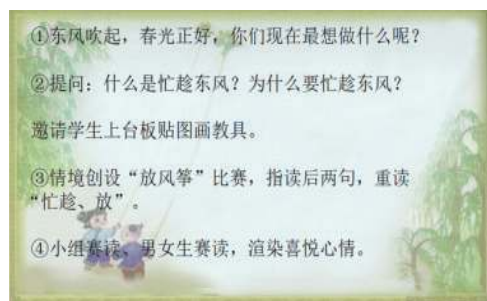 ①东风吹起，春光正好，你们现在最想做什么呢？
②提问：什么是忙趁东风？为什么要忙趁东风？
邀请学生上台板贴图画教具。
③情境创设“放风筝”比赛，指读后两句，重读
“忙趁、放”。
④小组赛读、男女生赛读，渲染喜悦心情。